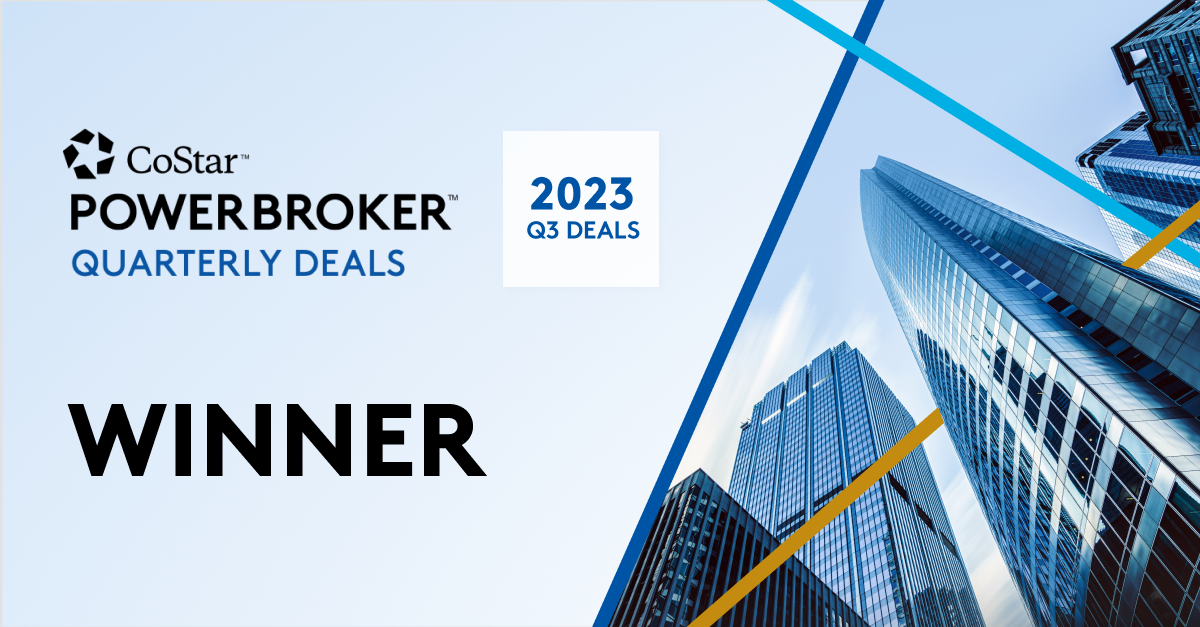 CoStar™
POWERBROKER™
QUARTERLY DEALS
2023
Q3 DEALS
WINNER